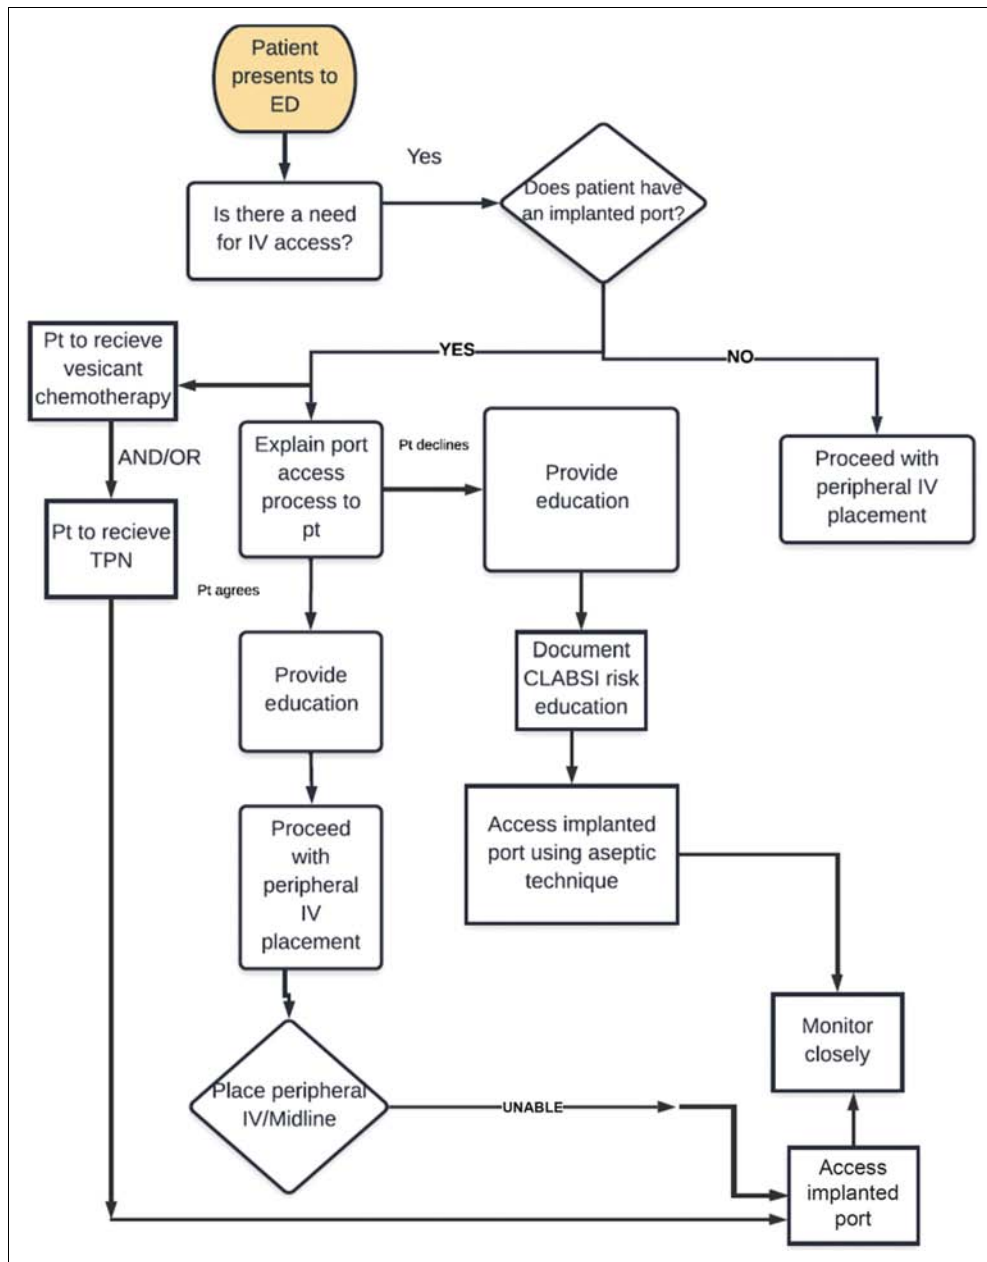 Patient
presents to
ED
Yes
Is there a need
for IV access?
Does patient have
an implanted port?
YES
NO
Pt to recieve
vesicant
chemotherapy
AND/OR
Pt to recieve
TPN
Explain port
access
process to
pt
Pt declines
Provide
education
Proceed with
peripheral IV
placement
Pt agrees
Provide
education
Document
CLABSI risk
education
Proceed
with
peripheral
IV
placement
Access implanted
port using aseptic
technique
Monitor
closely
Place peripheral
IV/Midline
UNABLE
Access
implanted
port